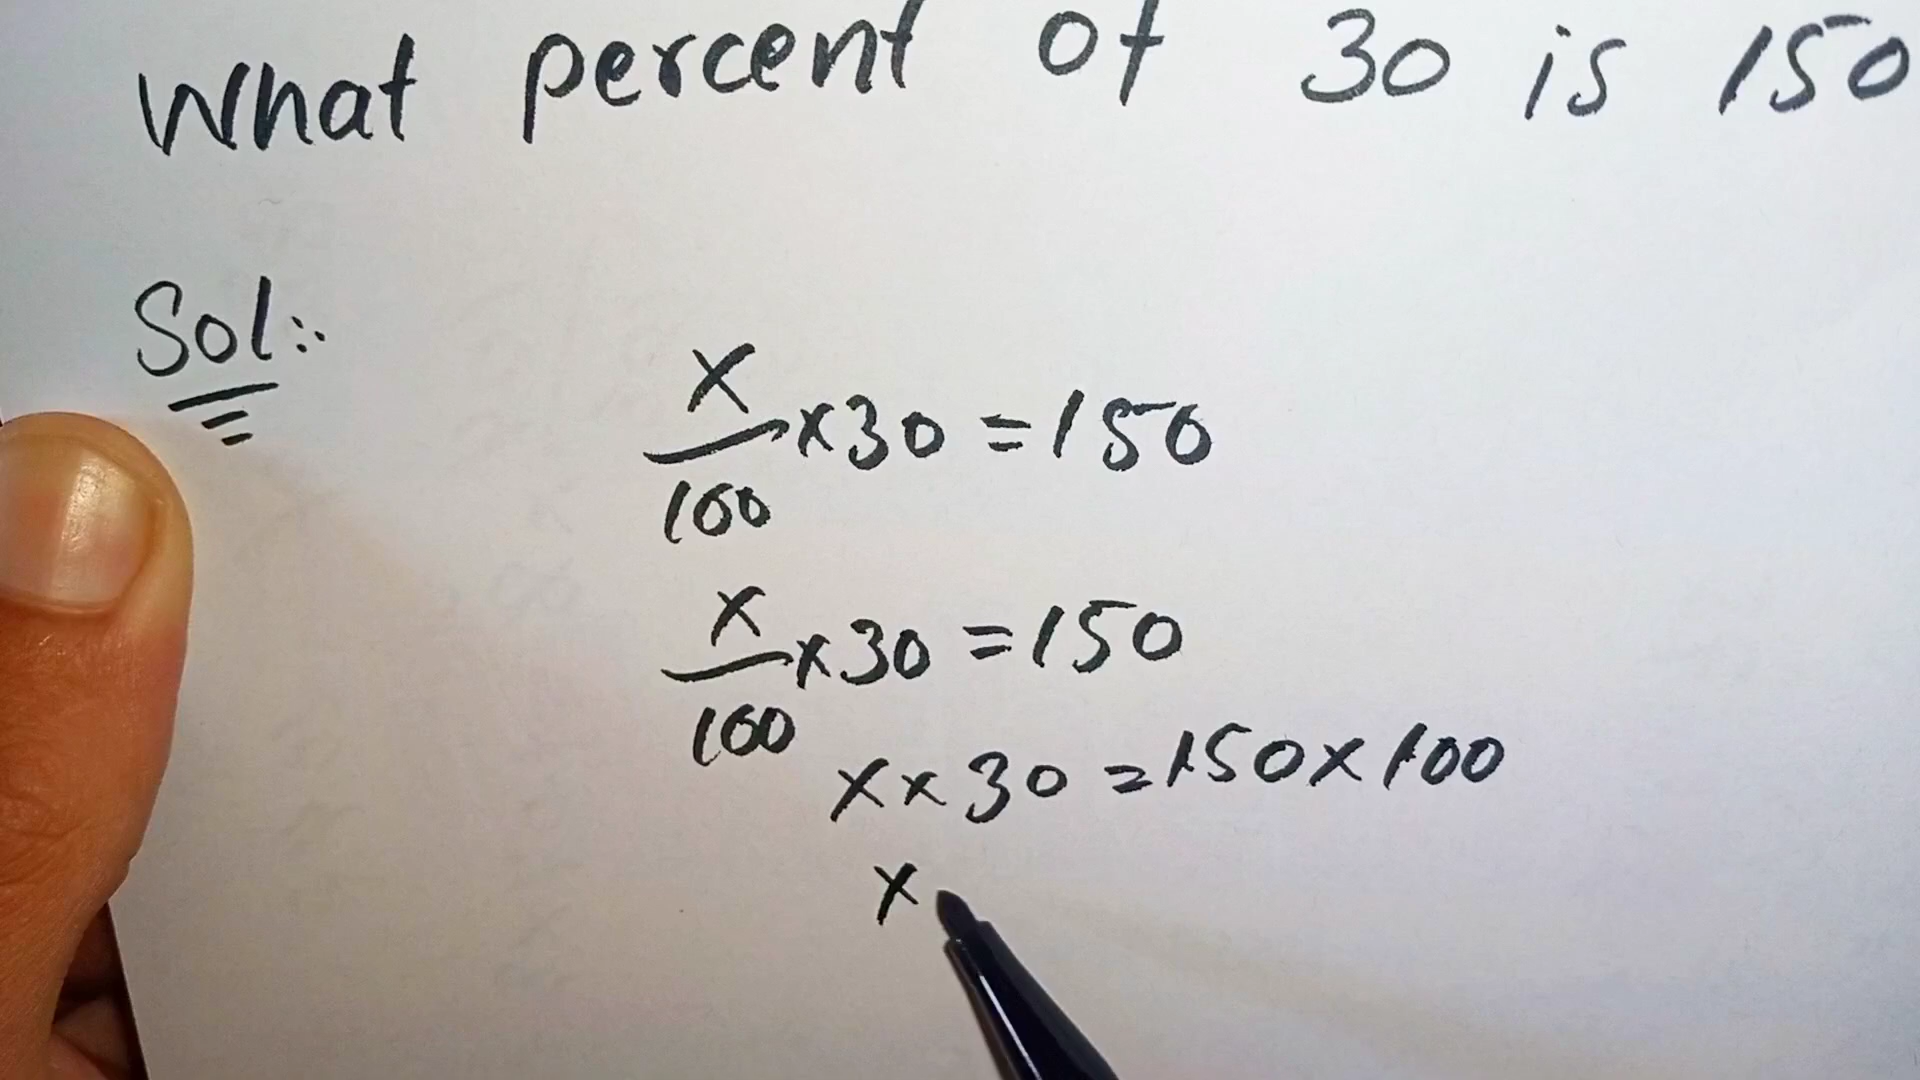 What percent of 30 is 150
Sol:.
x/100 × 30 = 150
x/100 × 30 = 150
x × 30 = 150 × 100
x